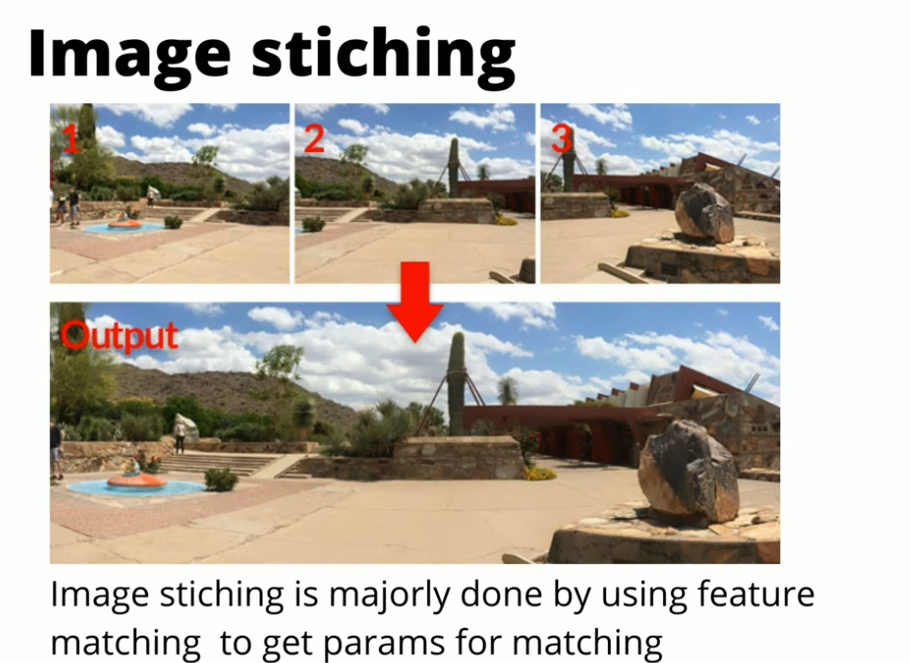 Image stiching
1
2
3
Output
Image stiching is majorly done by using feature
matching  to get params for matching